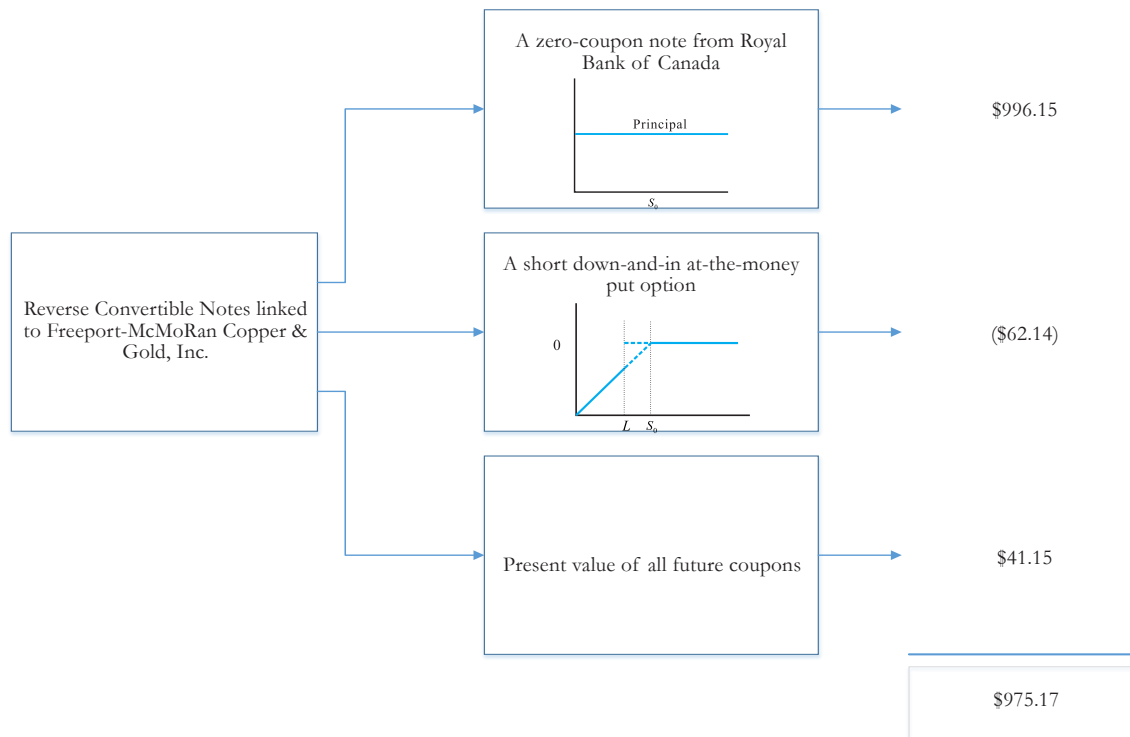 A zero-coupon note from Royal
Bank of Canada
Principal
S₀
$996.15
Reverse Convertible Notes linked
to Freeport-McMoRan Copper &
Gold, Inc.
A short down-and-in at-the-money
put option
0
L S₀
($62.14)
Present value of all future coupons
$41.15
$975.17